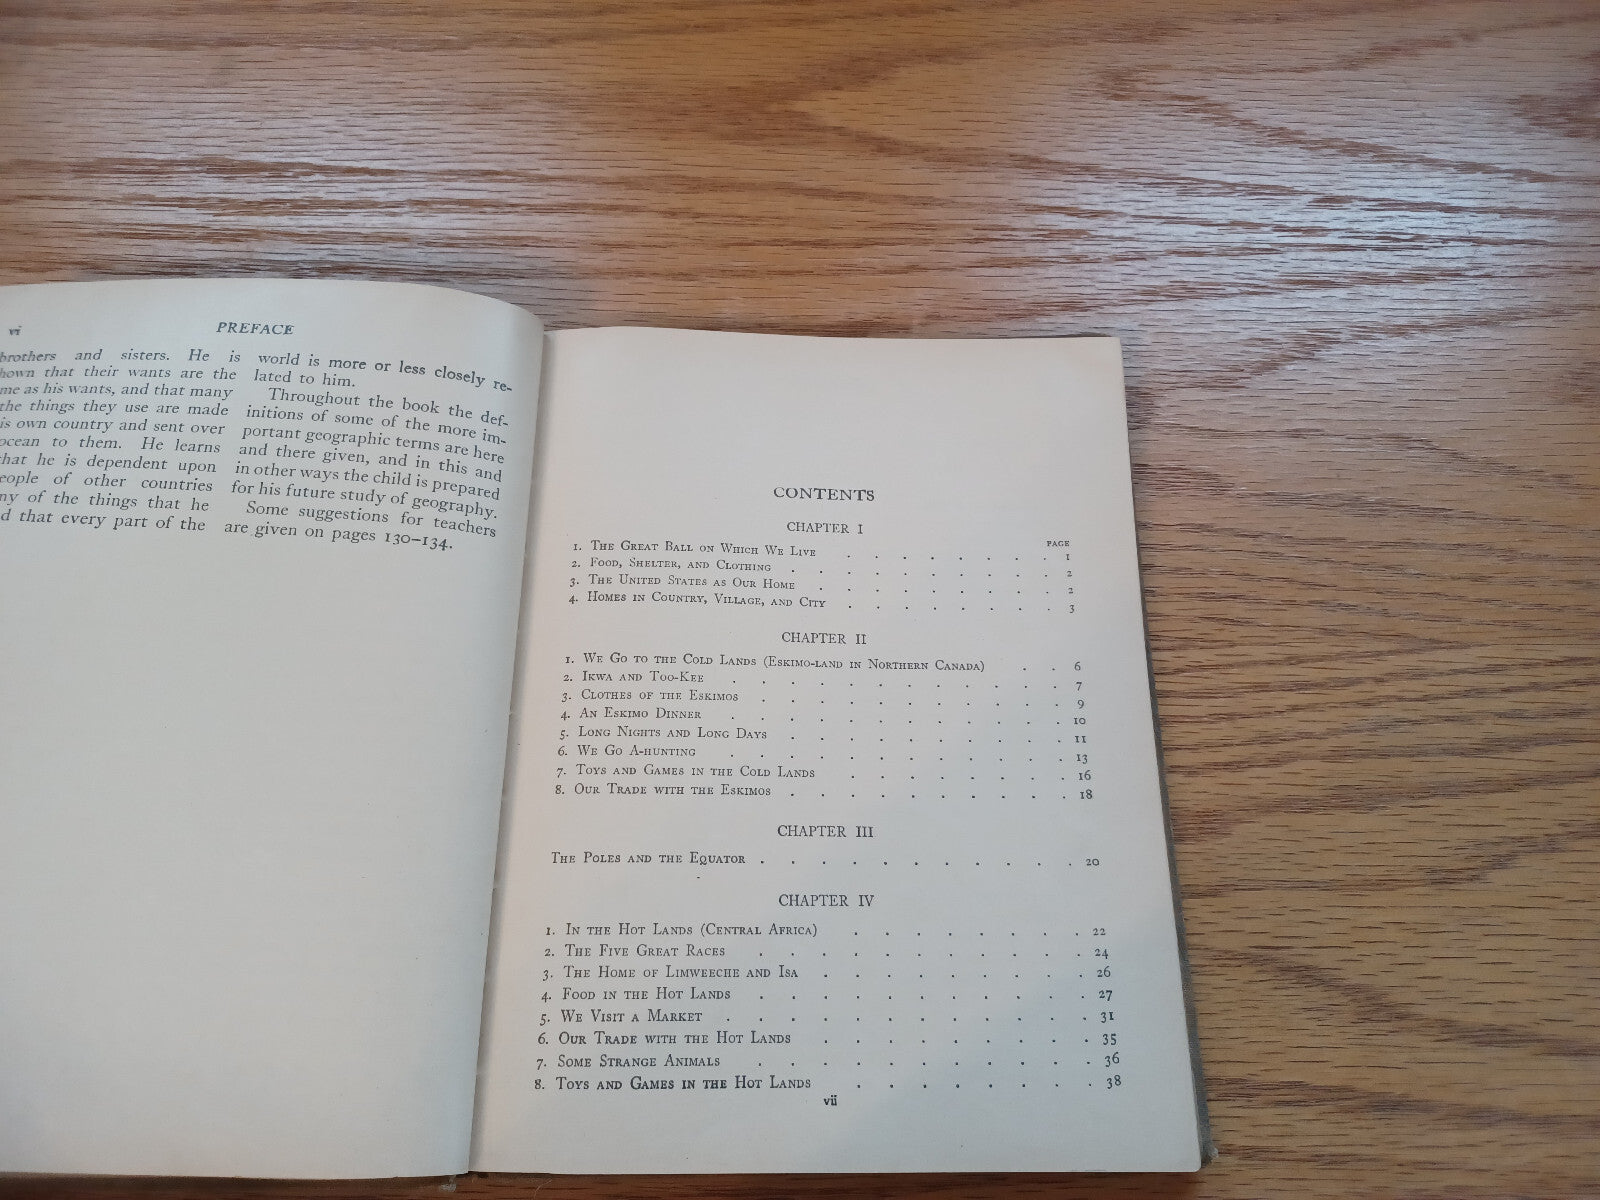 vi
PREFACE
brothers and sisters. He is
hown that their wants are the
me as his wants, and that many
the things they use are made
is own country and sent over
ocean to them. He learns
that he is dependent upon
eople of other countries
ny of the things that he
d that every part of the
world is more or less closely re-
lated to him.
Throughout the book the def-
initions of some of the more im-
portant geographic terms are here
and there given, and in this and
in other ways the child is prepared
for his future study of geography.
Some suggestions for teachers
are given on pages 130–134.
CONTENTS
CHAPTER I
PAGE
1. The Great Ball on Which We Live . . . . . . . . 1
2. Food, Shelter, and Clothing . . . . . . . . . . 2
3. The United States as Our Home . . . . . . . . . 2
4. Homes in Country, Village, and City . . . . . . . . 3
CHAPTER II
1. We Go to the Cold Lands (Eskimo-land in Northern Canada) . . 6
2. Ikwa and Too-Kee . . . . . . . . . . . . 7
3. Clothes of the Eskimos . . . . . . . . . . . 9
4. An Eskimo Dinner . . . . . . . . . . . . 10
5. Long Nights and Long Days . . . . . . . . . . 11
6. We Go A-hunting . . . . . . . . . . . . 13
7. Toys and Games in the Cold Lands . . . . . . . . 16
8. Our Trade with the Eskimos . . . . . . . . . . 18
CHAPTER III
The Poles and the Equator . . . . . . . . . . . 20
CHAPTER IV
1. In the Hot Lands (Central Africa) . . . . . . . . 22
2. The Five Great Races . . . . . . . . . . . 24
3. The Home of Limweeche and Isa . . . . . . . . . 26
4. Food in the Hot Lands . . . . . . . . . . . 27
5. We Visit a Market . . . . . . . . . . . . 31
6. Our Trade with the Hot Lands . . . . . . . . . 35
7. Some Strange Animals . . . . . . . . . . . 36
8. Toys and Games in the Hot Lands . . . . . . . . 38
vii